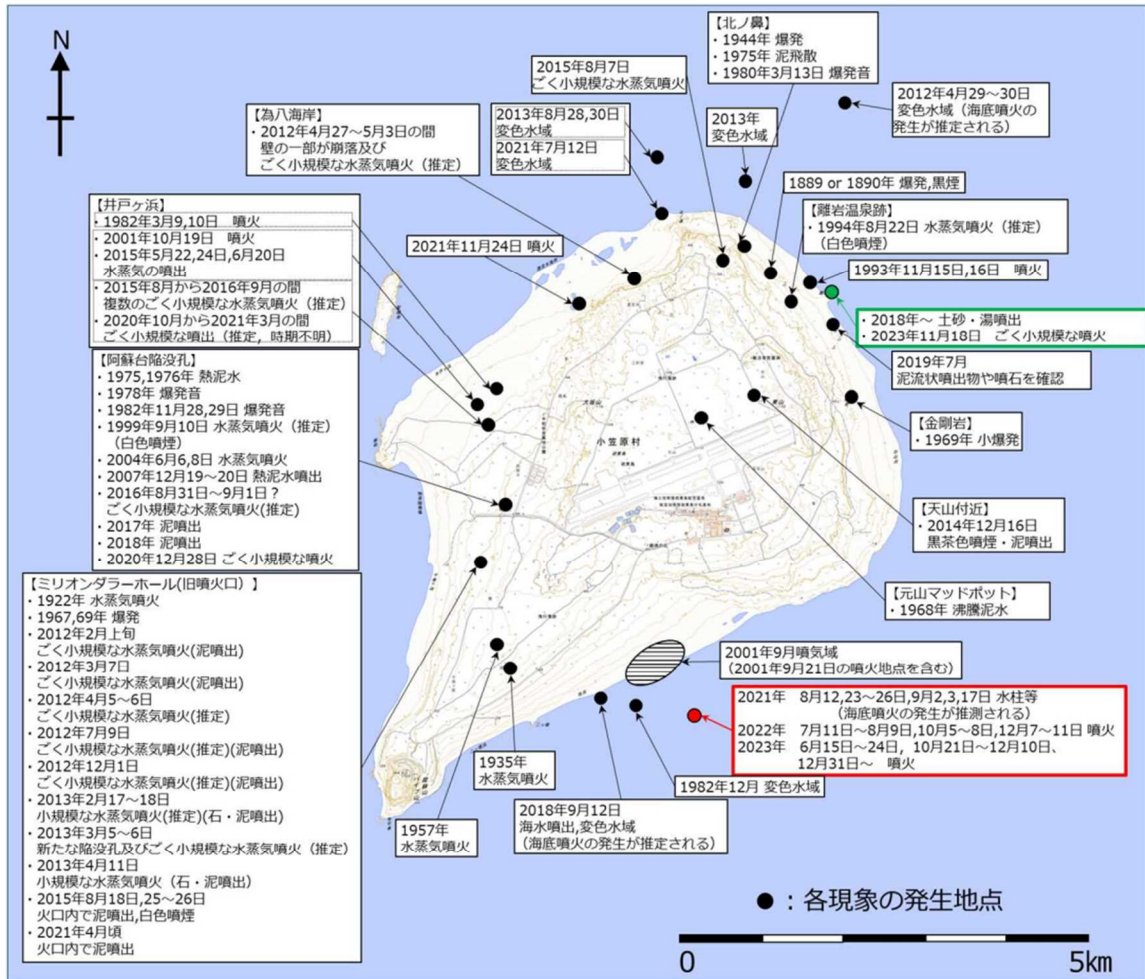 N
【北ノ鼻】
・1944年 爆発
・1975年 泥飛散
・1980年3月13日 爆発音
2015年8月7日
ごく小規模な水蒸気噴火
2012年4月29～30日
変色水域（海底噴火の
発生が推定される）
【為八海岸】
・2012年4月27～5月3日の間
壁の一部が崩落及び
ごく小規模な水蒸気噴火（推定）
2013年8月28,30日
変色水域
2021年7月12日
変色水域
2013年
変色水域
1889 or 1890年 爆発,黒煙
【離岩温泉跡】
・1994年8月22日 水蒸気噴火（推定）
（白色噴煙）
【井戸ヶ浜】
・1982年3月9,10日　噴火
・2001年10月19日　噴火
・2015年5月22,24日,6月20日
水蒸気の噴出
・2015年8月から2016年9月の間
複数のごく小規模な水蒸気噴火（推定）
・2020年10月から2021年3月の間
ごく小規模な噴出（推定，時期不明）
2021年11月24日 噴火
1993年11月15日,16日　噴火
・2018年～ 土砂・湯噴出
・2023年11月18日　ごく小規模な噴火
2019年7月
泥流状噴出物や噴石を確認
【阿蘇台陥没孔】
・1975,1976年 熱泥水
・1978年 爆発音
・1982年11月28,29日 爆発音
・1999年9月10日 水蒸気噴火（推定）
（白色噴煙）
・2004年6月6,8日 水蒸気噴火
・2007年12月19～20日 熱泥水噴出
・2016年8月31日～9月1日？
ごく小規模な水蒸気噴火(推定)
・2017年 泥噴出
・2018年 泥噴出
・2020年12月28日 ごく小規模な噴火
【金剛岩】
・1969年 小爆発
小笠原村
【天山付近】
・2014年12月16日
黒茶色噴煙・泥噴出
【元山マッドポット】
・1968年 沸騰泥水
【ミリオンダラーホール(旧噴火口）】
・1922年 水蒸気噴火
・1967,69年 爆発
・2012年2月上旬
ごく小規模な水蒸気噴火(泥噴出)
・2012年3月7日
ごく小規模な水蒸気噴火(泥噴出)
・2012年4月5～6日
ごく小規模な水蒸気噴火(推定)
・2012年7月9日
ごく小規模な水蒸気噴火(推定)(泥噴出)
・2012年12月1日
ごく小規模な水蒸気噴火(推定)(泥噴出)
・2013年2月17～18日
小規模な水蒸気噴火(推定)(石・泥噴出)
・2013年3月5～6日
新たな陥没孔及びごく小規模な水蒸気噴火（推定）
・2013年4月11日
小規模な水蒸気噴火（石・泥噴出）
・2015年8月18日,25～26日
火口内で泥噴出,白色噴煙
・2021年4月頃
火口内で泥噴出
2001年9月噴気域
（2001年9月21日の噴火地点を含む）
2021年　8月12,23～26日,9月2,3,17日 水柱等
（海底噴火の発生が推測される）
2022年　7月11日～8月9日,10月5～8日,12月7～11日 噴火
2023年　6月15日～24日，10月21日～12月10日、
12月31日～　噴火
1935年
水蒸気噴火
1982年12月 変色水域
1957年
水蒸気噴火
2018年9月12日
海水噴出,変色水域
（海底噴火の発生が推定される）
●：各現象の発生地点
0
5km